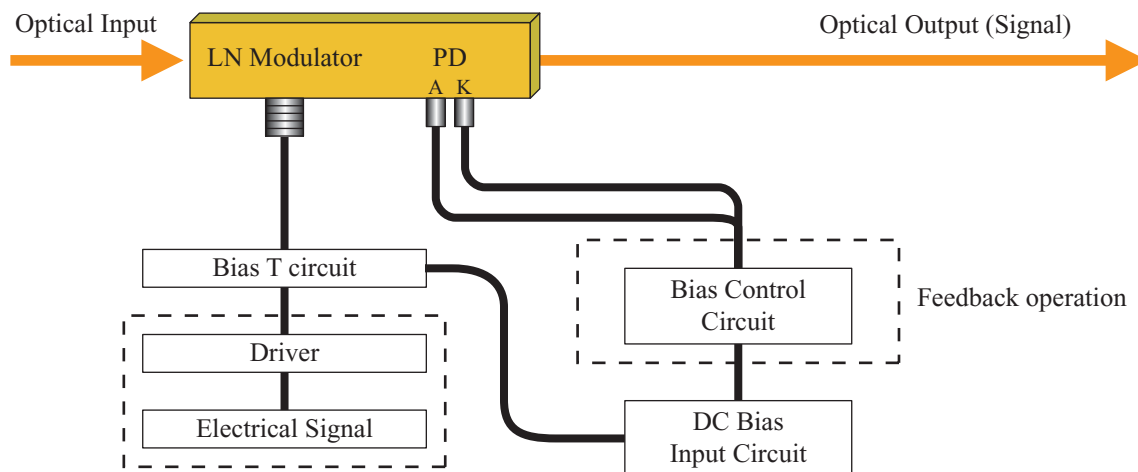 Optical Input
Optical Output (Signal)
LN Modulator
PD
A
K
Bias T circuit
Bias Control
Circuit
Feedback operation
Driver
Electrical Signal
DC Bias
Input Circuit